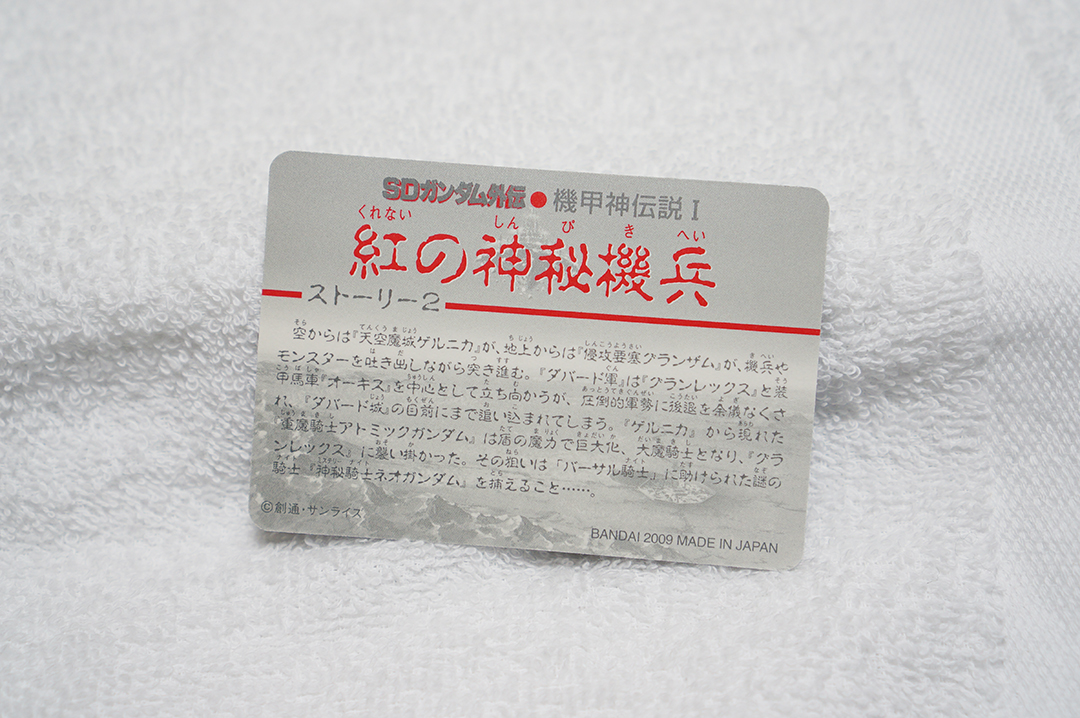 SDガンダム外伝●機甲神伝説Ⅰ
くれない しん ぴ き へい
紅の神秘機兵
ストーリー2
空からは『天空魔城ゲルニカ』が、地上からは『侵攻要塞グランザム』が、機兵や
モンスターを吐き出しながら突き進む。『ダバード軍』は『グランレックス』と装
甲馬車『オーキス』を中心として立ち向かうが、圧倒的軍勢に後退を余儀なくさ
れ、『ダバード城』の目前にまで追い込まれてしまう。『ゲルニカ』から現れた
『重魔騎士アトミックガンダム』は盾の魔力で巨大化、大魔騎士となり、『グラ
ンレックス』に襲い掛かった。その狙いは「バーサル騎士」に助けられた謎の
騎士『神秘騎士ネオガンダム』を捕えること……。
©創通・サンライズ
BANDAI 2009 MADE IN JAPAN